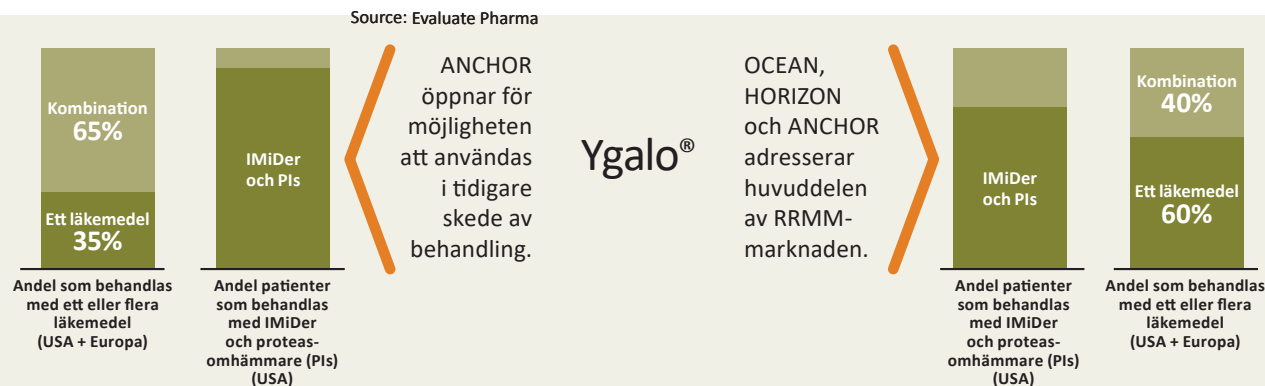 Source: Evaluate Pharma
Kombination
65%
Ett läkemedel
35%
Andel som behandlas
med ett eller flera
läkemedel
(USA + Europa)
IMiDer
och PIs
Andel patienter
som behandlas
med IMiDer
och proteas-
omhämmare (PIs)
(USA)
ANCHOR
öppnar för
möjligheten
att användas
i tidigare
skede av
behandling.
Ygalo®
OCEAN,
HORIZON
och ANCHOR
adresserar
huvuddelen
av RRMM-
marknaden.
IMiDer
och PIs
Andel patienter
som behandlas
med IMiDer
och proteas-
omhämmare (PIs)
(USA)
Kombination
40%
Ett läkemedel
60%
Andel som behandlas
med ett eller flera
läkemedel
(USA + Europa)